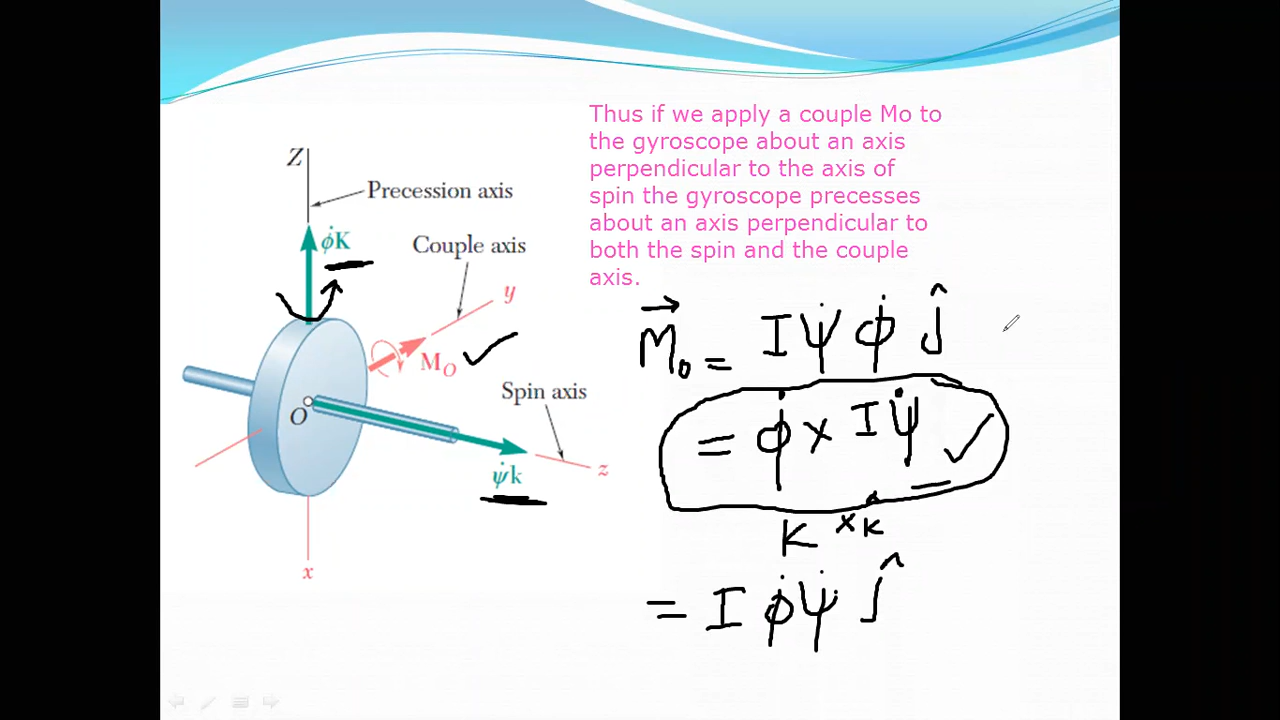 Z
Precession axis
ϕ̇K
Couple axis
y
M_O
O
Spin axis
ψ̇k
z
x
Thus if we apply a couple Mo to
the gyroscope about an axis
perpendicular to the axis of
spin the gyroscope precesses
about an axis perpendicular to
both the spin and the couple
axis.
M⃗₀ = I ψ̇ ϕ̇ ĵ
= ϕ̇ × I ψ̇
K × k̂
= I ϕ̇ ψ̇ ĵ